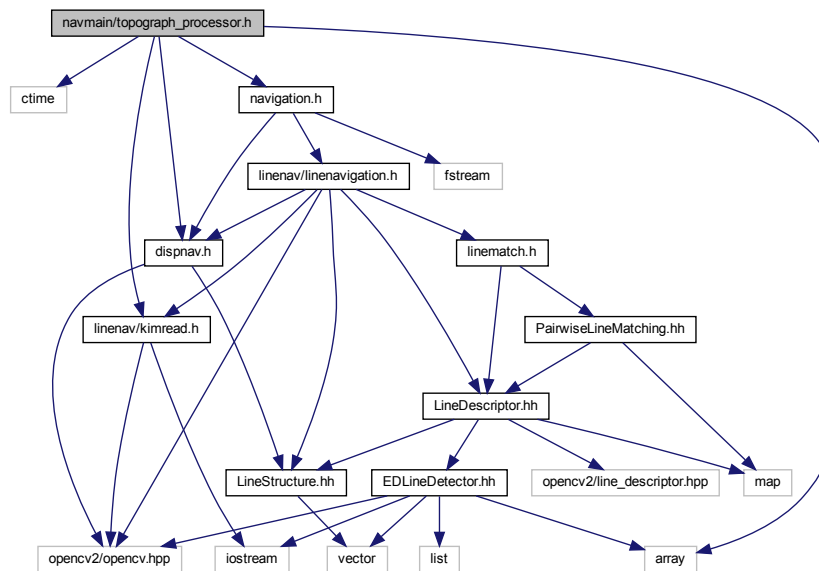 navmain/topograph_processor.h
ctime
navigation.h
linenav/linenavigation.h
fstream
dispnav.h
linematch.h
linenav/kimread.h
PairwiseLineMatching.hh
LineDescriptor.hh
LineStructure.hh
EDLineDetector.hh
opencv2/line_descriptor.hpp
map
opencv2/opencv.hpp
iostream
vector
list
array